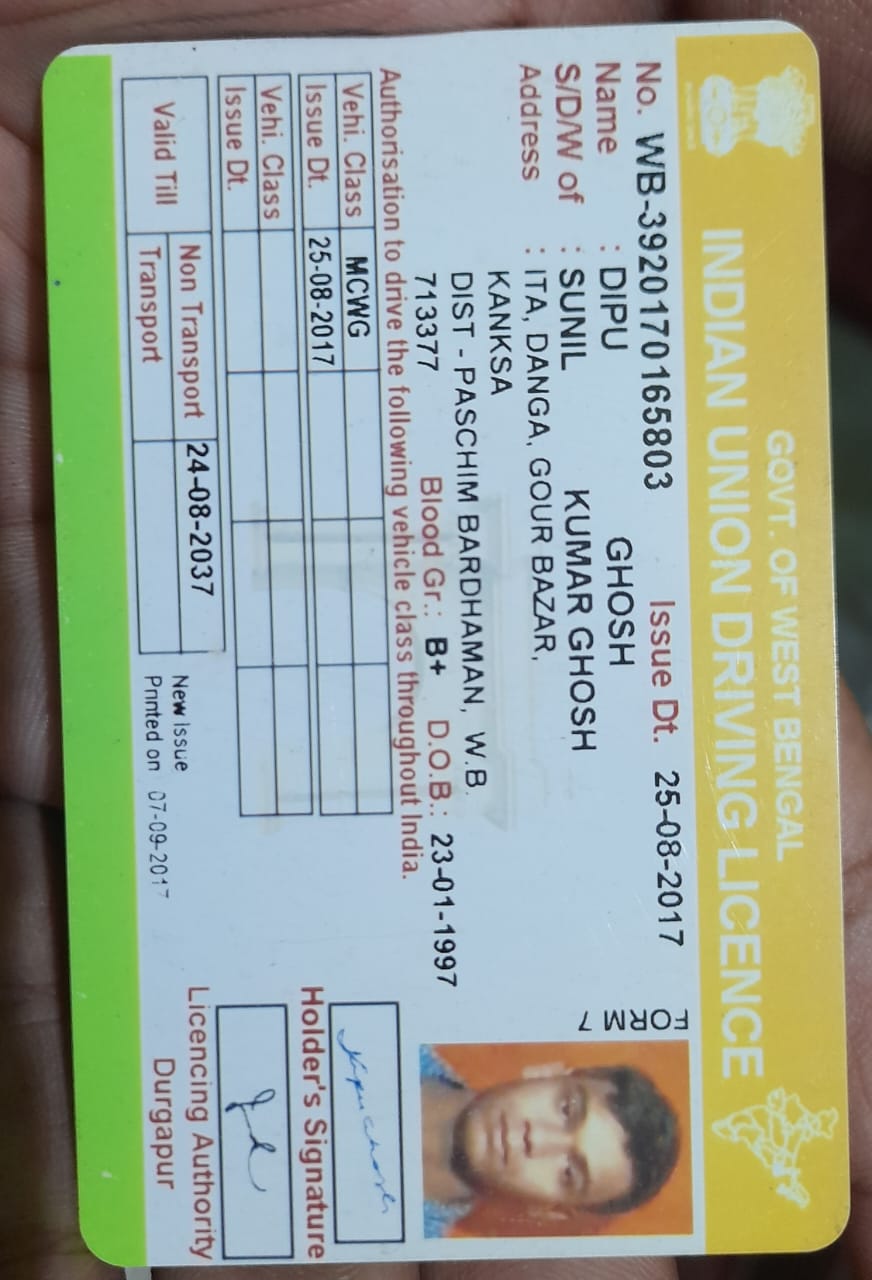 GOVT. OF WEST BENGAL
INDIAN UNION DRIVING LICENCE
No. WB-3920170165803 Issue Dt. 25-08-2017
Name : DIPU GHOSH
S/D/W of : SUNIL KUMAR GHOSH
Address : ITA, DANGA, GOUR BAZAR,
KANKSA
DIST - PASCHIM BARDHAMAN, W.B.
713377 Blood Gr.: B+ D.O.B.: 23-01-1997
FORM 7
Authorisation to drive the following vehicle class throughout India.
Vehi. Class MCWG
Issue Dt. 25-08-2017
Vehi. Class
Issue Dt.
Valid Till Non Transport 24-08-2037
Transport
New Issue
Printed on 07-09-2017
Dipu Ghosh
Holder's Signature
Licencing Authority
Durgapur